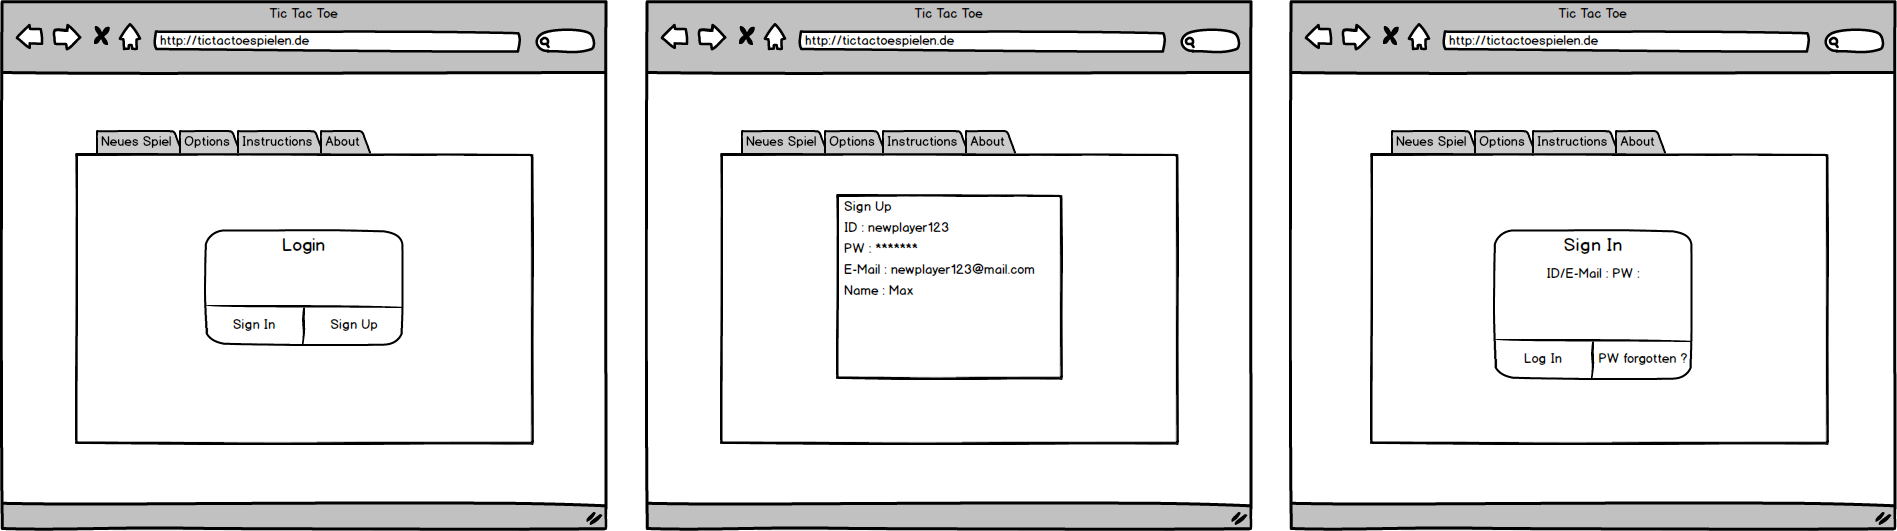 Tic Tac Toe
http://tictactoespielen.de
Neues Spiel Options Instructions About
Login
Sign In Sign Up
Tic Tac Toe
http://tictactoespielen.de
Neues Spiel Options Instructions About
Sign Up
ID : newplayer123
PW : *******
E-Mail : newplayer123@mail.com
Name : Max
Tic Tac Toe
http://tictactoespielen.de
Neues Spiel Options Instructions About
Sign In
ID/E-Mail : PW :
Log In PW forgotten ?